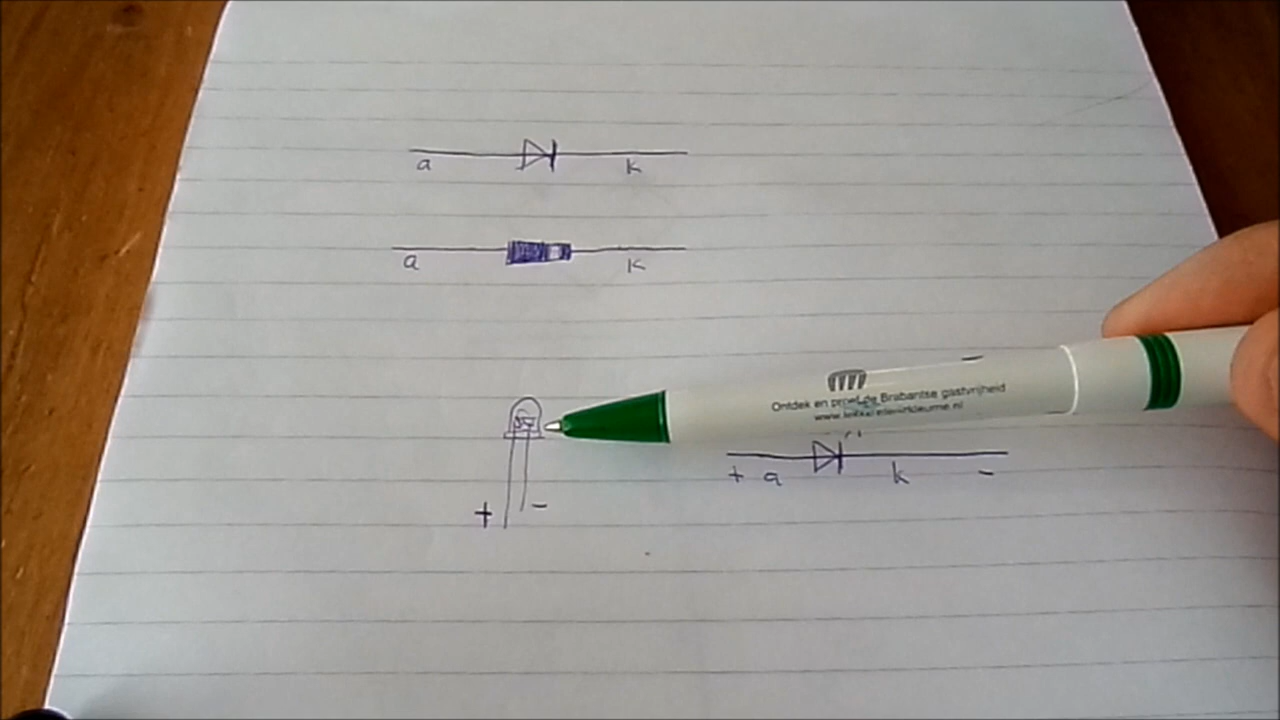 a k
a k
Ontdek en proef de Brabantse gastvrijheid
+ -
+ a k -